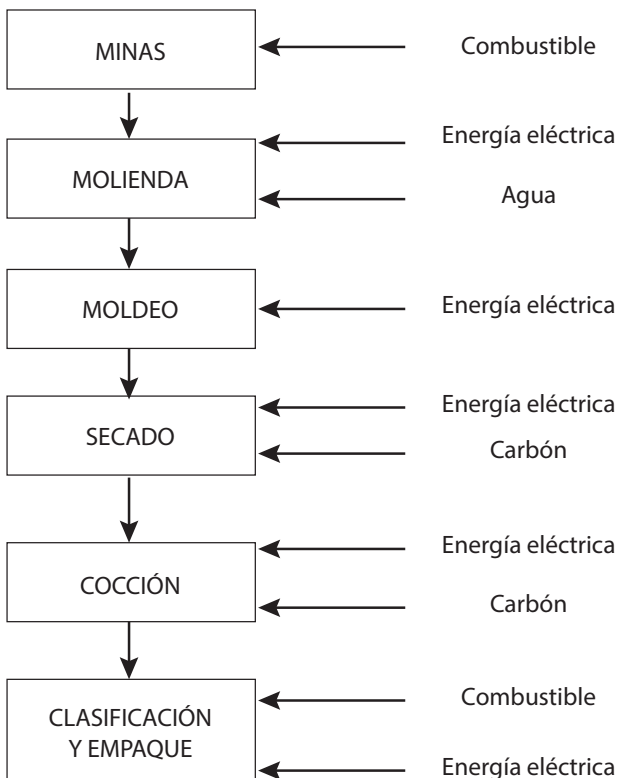 MINAS
Combustible
Energía eléctrica
MOLIENDA
Agua
MOLDEO
Energía eléctrica
Energía eléctrica
SECADO
Carbón
Energía eléctrica
COCCIÓN
Carbón
Combustible
CLASIFICACIÓN
Y EMPAQUE
Energía eléctrica